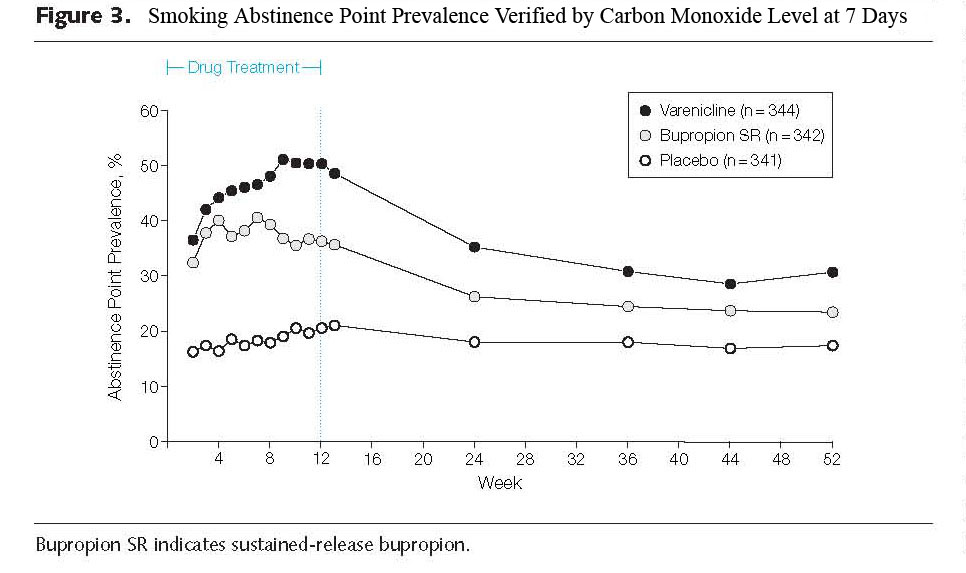 Figure 3. Smoking Abstinence Point Prevalence Verified by Carbon Monoxide Level at 7 Days
Drug Treatment
Varenicline (n = 344)
Bupropion SR (n = 342)
Placebo (n = 341)
Abstinence Point Prevalence, %
60
50
40
30
20
10
0
4 8 12 16 20 24 28 32 36 40 44 48 52
Week
Bupropion SR indicates sustained-release bupropion.